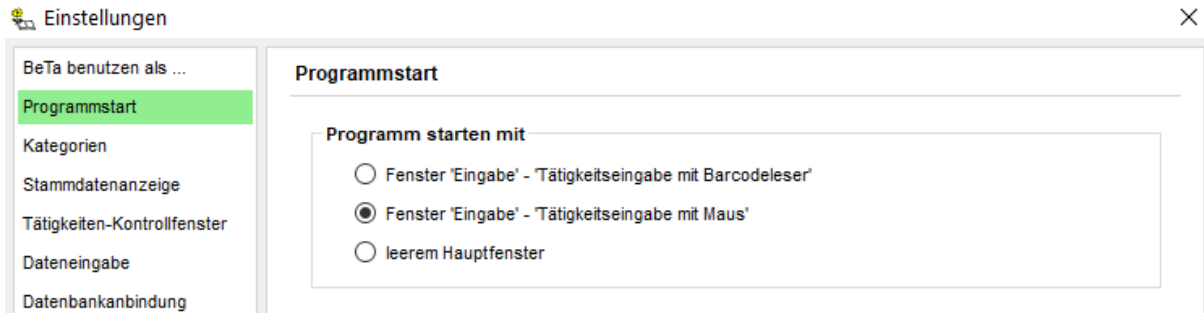 Einstellungen
BeTa benutzen als ...
Programmstart
Kategorien
Stammdatenanzeige
Tätigkeiten-Kontrollfenster
Dateneingabe
Datenbankanbindung
Programmstart
Programm starten mit
Fenster 'Eingabe' - 'Tätigkeitseingabe mit Barcodeleser'
Fenster 'Eingabe' - 'Tätigkeitseingabe mit Maus'
leerem Hauptfenster